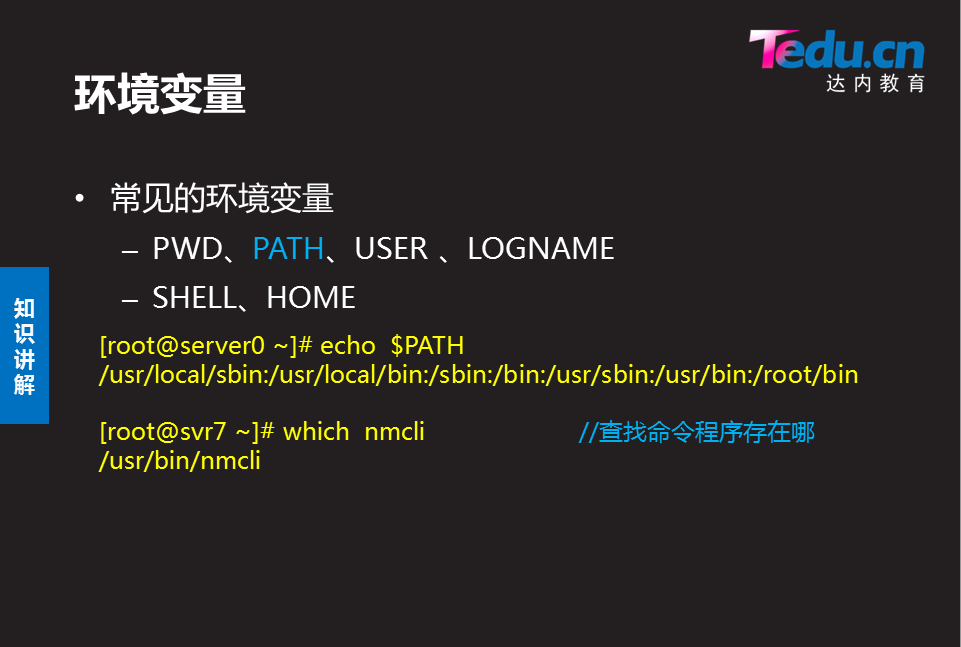 Tedu.cn
达内教育
环境变量
• 常见的环境变量
– PWD、PATH、USER 、LOGNAME
– SHELL、HOME
知识讲解
[root@server0 ~]# echo  $PATH
/usr/local/sbin:/usr/local/bin:/sbin:/bin:/usr/sbin:/usr/bin:/root/bin
[root@svr7 ~]# which  nmcli //查找命令程序存在哪
/usr/bin/nmcli